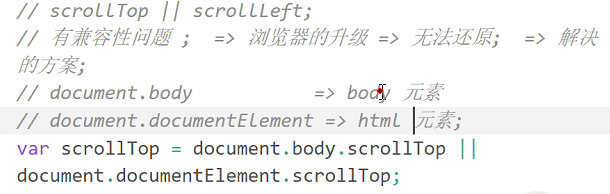 // scrollTop || scrollLeft;
// 有兼容性问题 ;  => 浏览器的升级 => 无法还原;  => 解决
的方案;
// document.body            => body 元素
// document.documentElement => html 元素;
var scrollTop = document.body.scrollTop ||
document.documentElement.scrollTop;